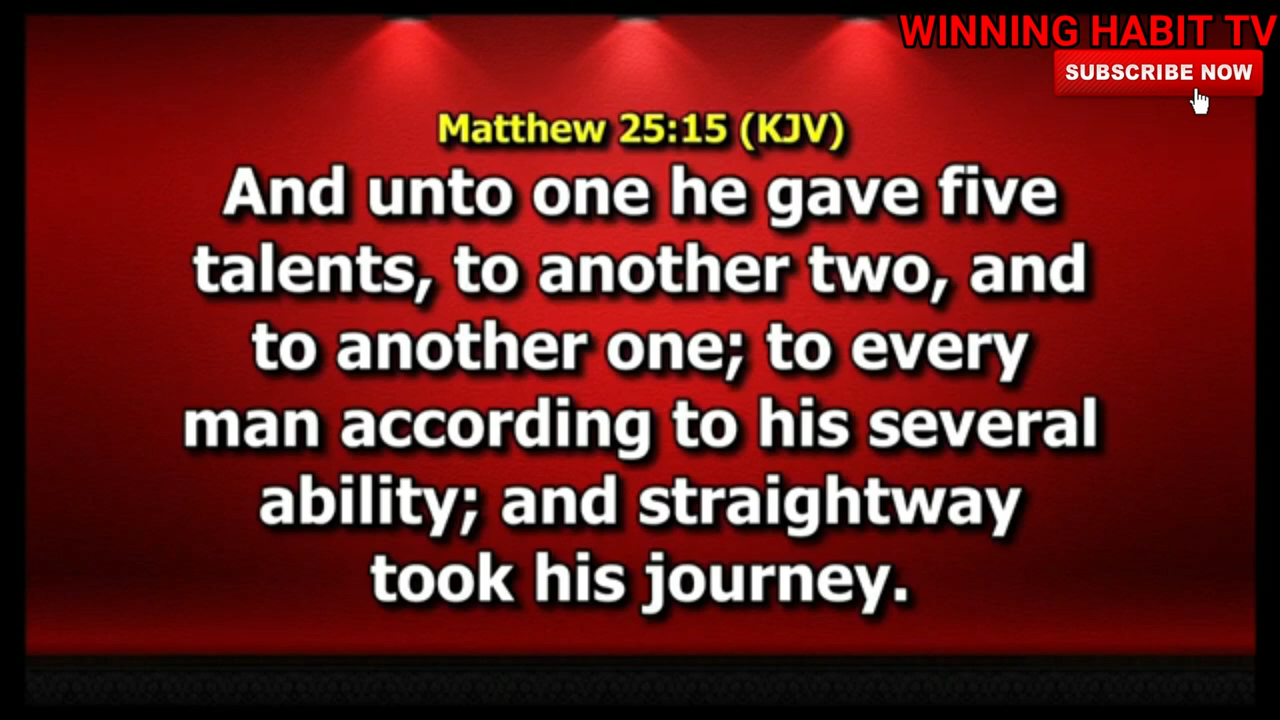 WINNING HABIT TV
SUBSCRIBE NOW
Matthew 25:15 (KJV)
And unto one he gave five
talents, to another two, and
to another one; to every
man according to his several
ability; and straightway
took his journey.